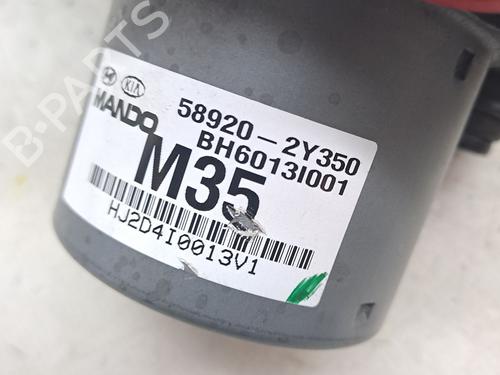 B-PARTS
KIA
MANDO
58920-2Y350
BH6013I001
M35
HJ2D4I0013V1